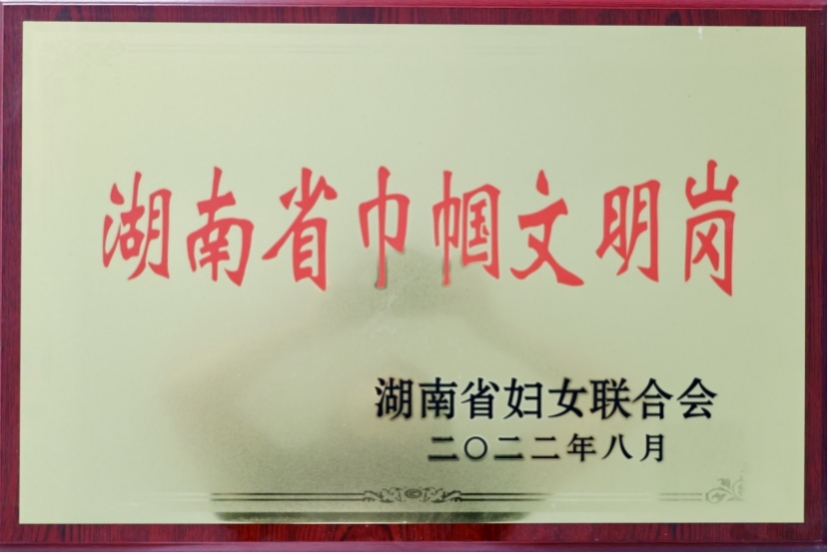 湖南省巾帼文明岗
湖南省妇女联合会
二〇二二年八月